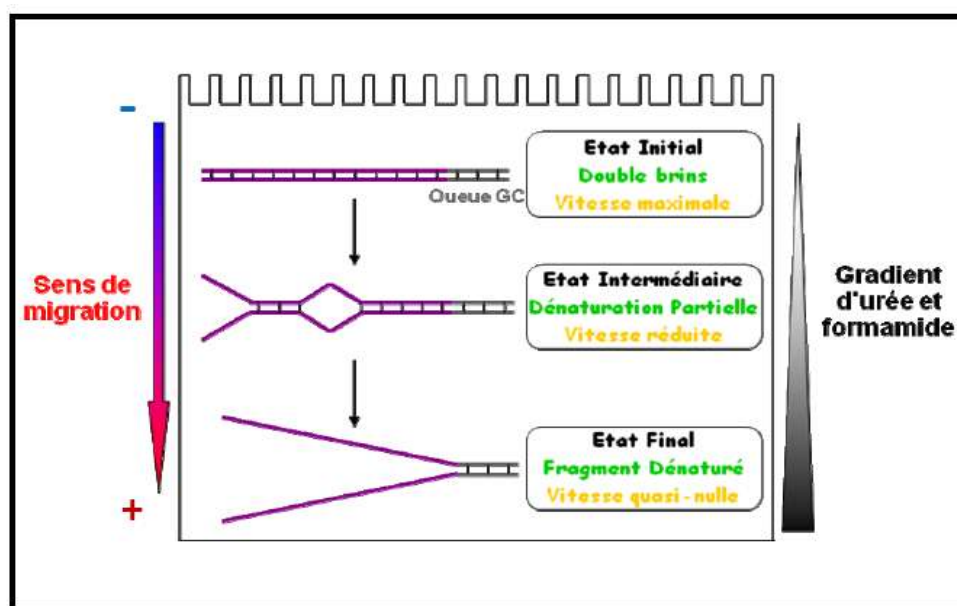 -
Etat Initial
Double brins
Vitesse maximale
Queue GC
Sens de
migration
Etat Intermédiaire
Dénaturation Partielle
Vitesse réduite
Gradient
d'urée et
formamide
Etat Final
Fragment Dénaturé
Vitesse quasi-nulle
+